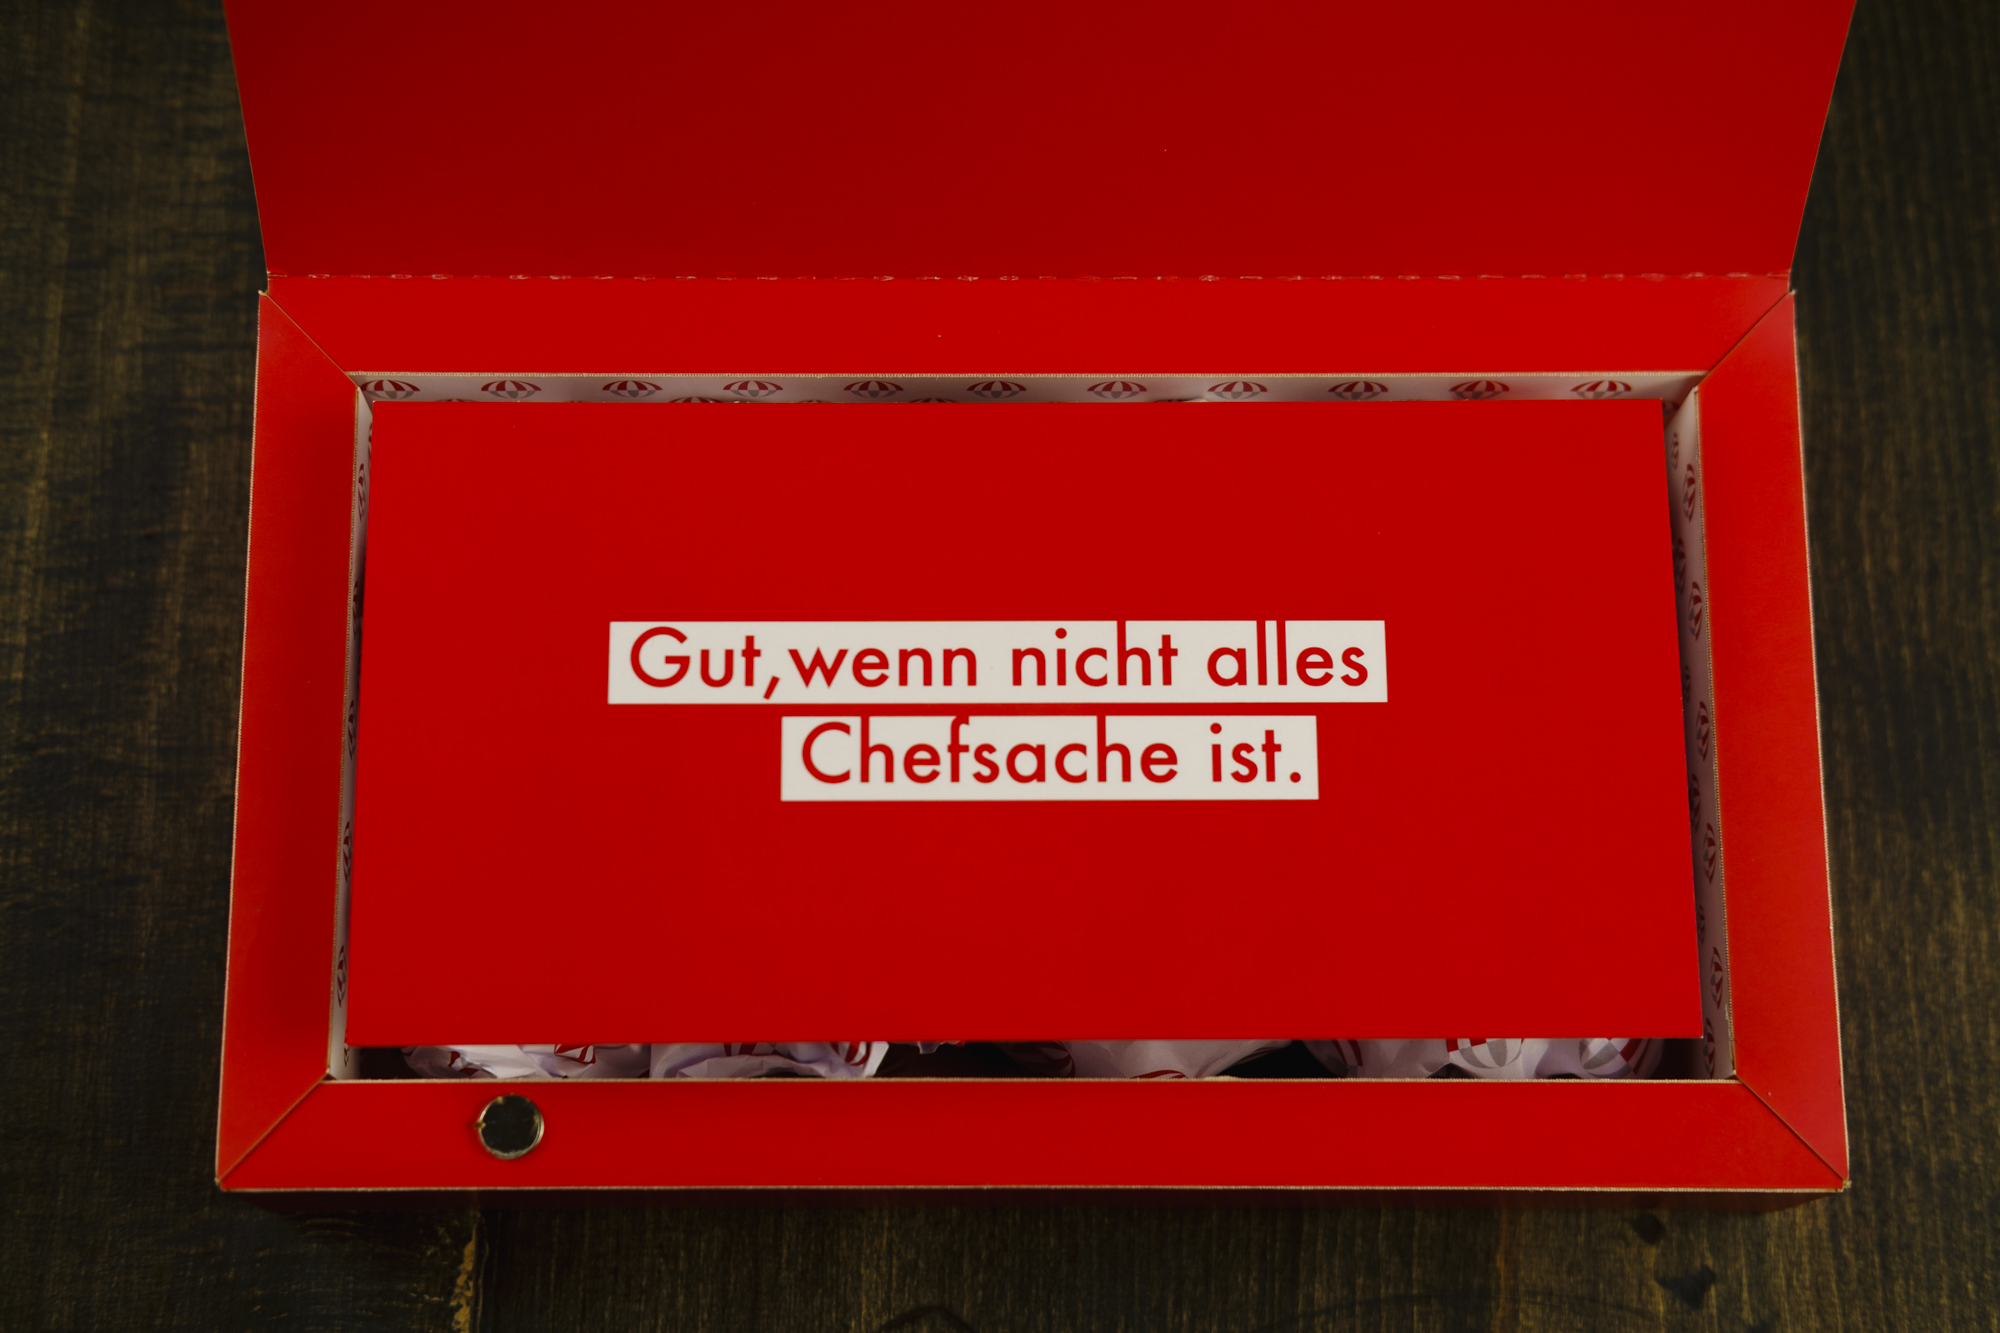 Gut,wenn nicht alles
Chefsache ist.